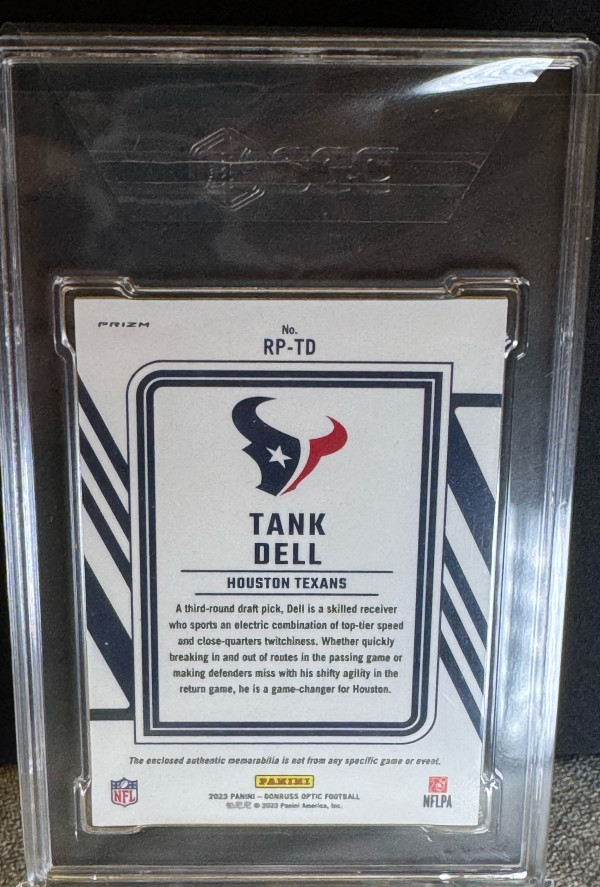 SGC
PRIZM
No.
RP-TD
TANK
DELL
HOUSTON TEXANS
A third-round draft pick, Dell is a skilled receiver
who sports an electric combination of top-tier speed
and close-quarters twitchiness. Whether quickly
breaking in and out of routes in the passing game or
making defenders miss with his shifty agility in the
return game, he is a game-changer for Houston.
The enclosed authentic memorabilia is not from any specific game or event.
PANINI
NFL
2023 PANINI – DONRUSS OPTIC FOOTBALL
帕尼尼 © 2023 Panini America, Inc.
NFLPA